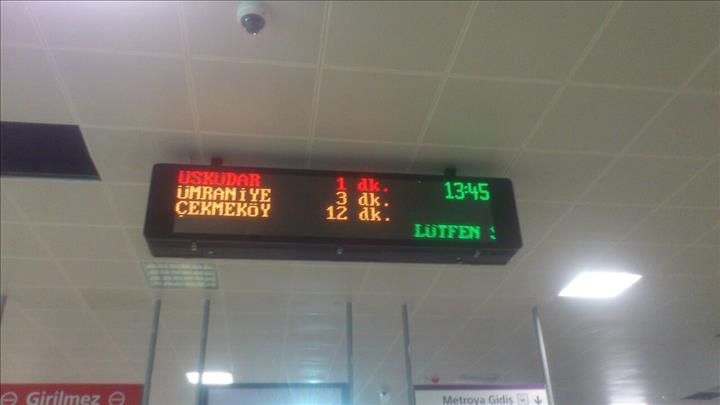 ÜSKÜDAR 1 dk. 13:45
ÜMRANİYE 3 dk.
ÇEKMEKÖY 12 dk.
LÜTFEN
Girilmez
Metroya Gidiş